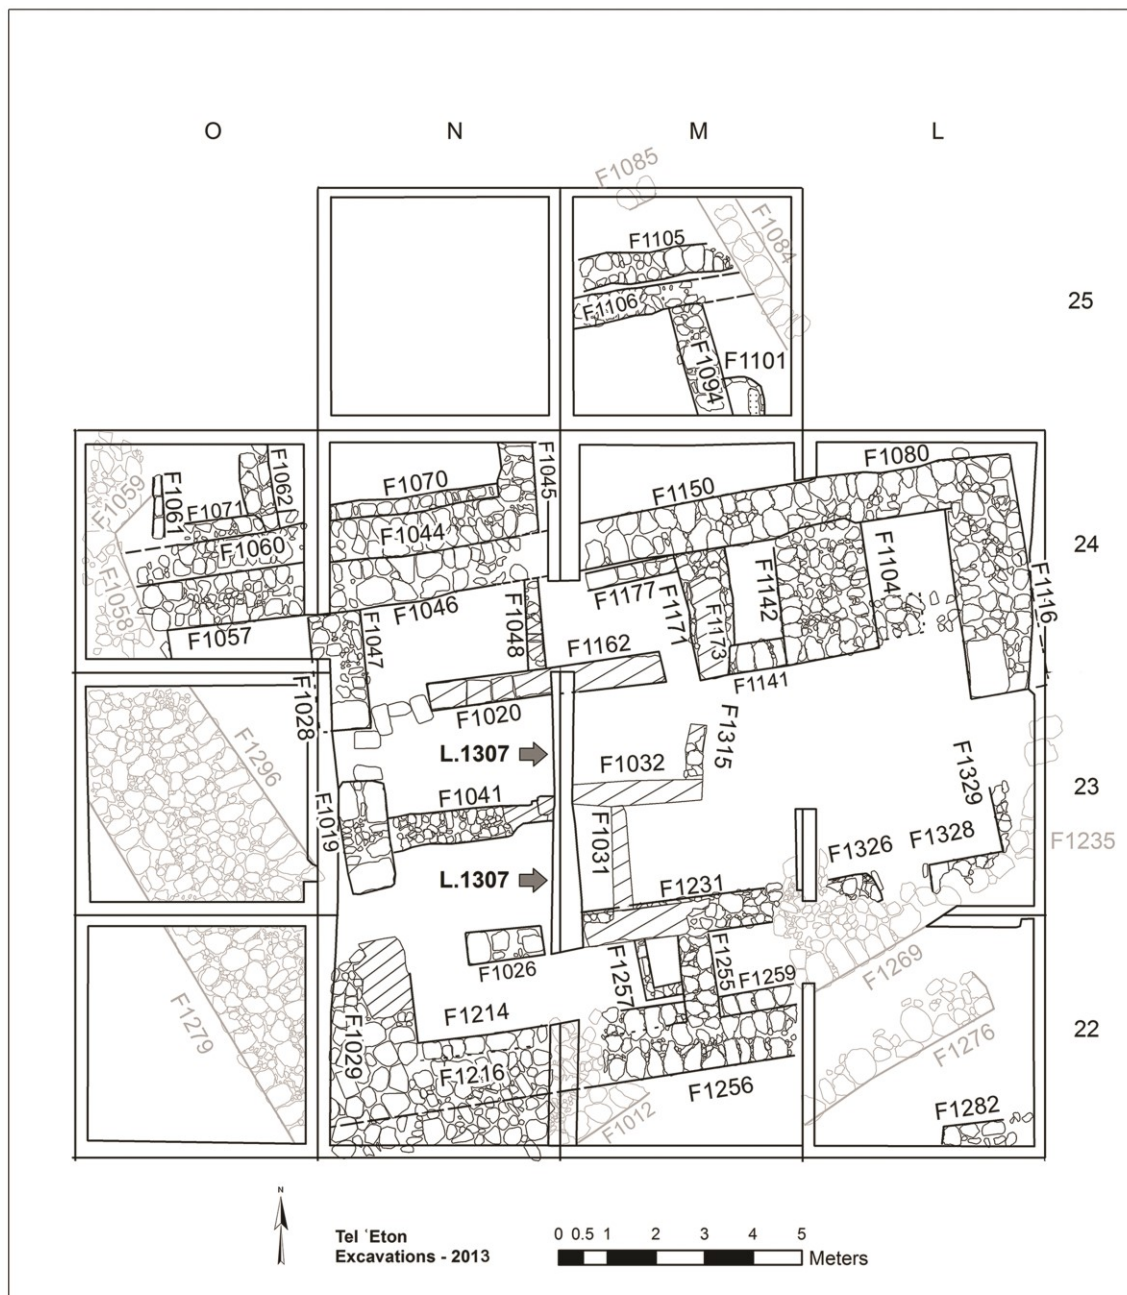 O N M L
F1085
F1084
F1105
25
F1106
F1101
F1094
F1080
F1045
F1070
F1062
F1059
F1061
F1071
F1150
F1044
F1060
24
F1104
F1142
F1177
F1058
F1046
F1116
F1057
F1048
F1171
F1173
F1047
F1162
F1141
F1028
F1020
F1315
F1296
L.1307
F1032
F1329
23
F1041
F1019
F1328
F1235
F1031
F1326
L.1307
F1231
F1026
F1257
F1255
F1259
F1269
F1279
F1029
F1214
22
F1276
F1216
F1256
F1012
F1282
N
Tel ʿEton
Excavations - 2013
0 0.5 1 2 3 4 5
Meters